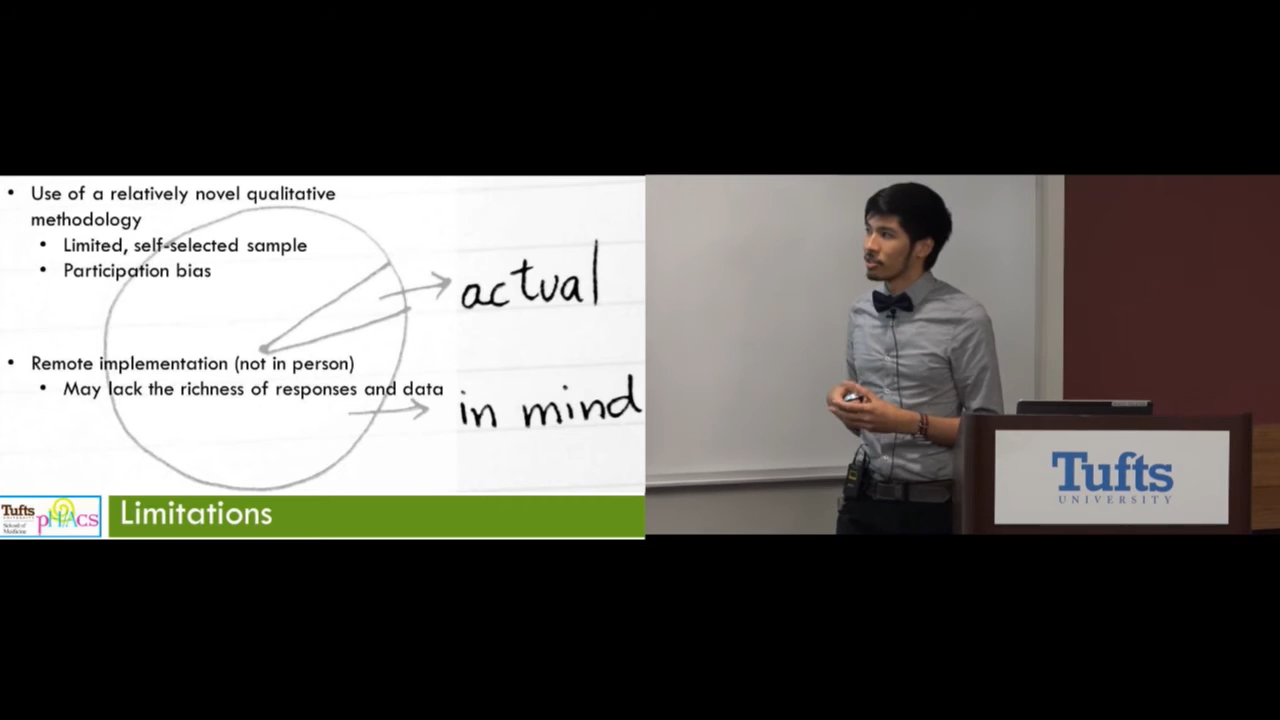 • Use of a relatively novel qualitative
methodology
• Limited, self-selected sample
• Participation bias
actual
• Remote implementation (not in person)
• May lack the richness of responses and data
in mind
Tufts
UNIVERSITY
School of
Medicine
pHACS
Limitations
Tufts
UNIVERSITY